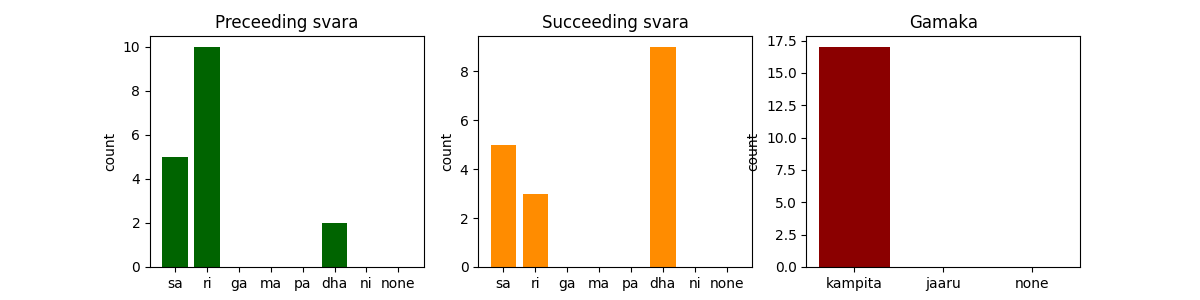 Preceeding svara
count
10
8
6
4
2
0
sa ri ga ma pa dha ni none
Succeeding svara
count
8
6
4
2
0
sa ri ga ma pa dha ni none
Gamaka
count
17.5
15.0
12.5
10.0
7.5
5.0
2.5
0.0
kampita jaaru none